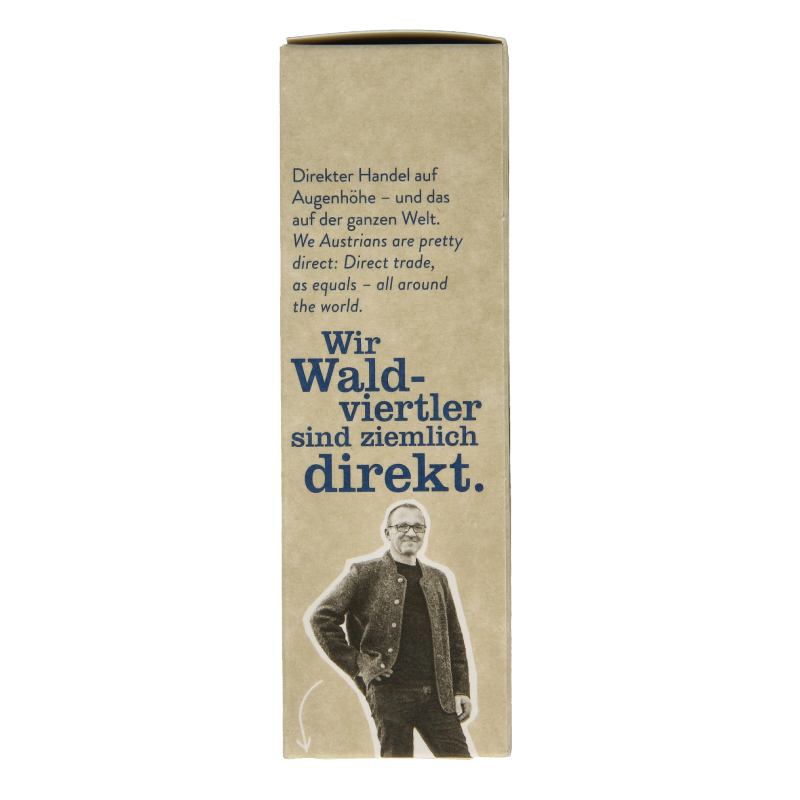 Direkter Handel auf
Augenhöhe – und das
auf der ganzen Welt.
We Austrians are pretty
direct: Direct trade,
as equals – all around
the world.
Wir
Wald-
viertler
sind ziemlich
direkt.